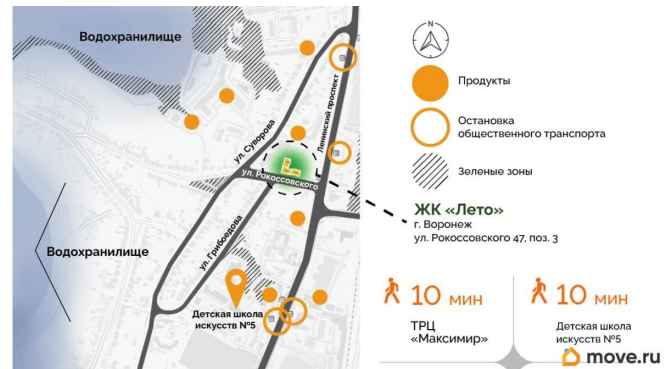 Водохранилище
Водохранилище
ул. Суворова
Ленинский проспект
ул. Рокоссовского
ул. Грибоедова
Детская школа
искусств №5
N
Продукты
Остановка
общественного транспорта
Зеленые зоны
ЖК «Лето»
г. Воронеж
ул. Рокоссовского 47, поз. 3
10 мин
ТРЦ
«Максимир»
10 мин
Детская школа
искусств №5
move.ru